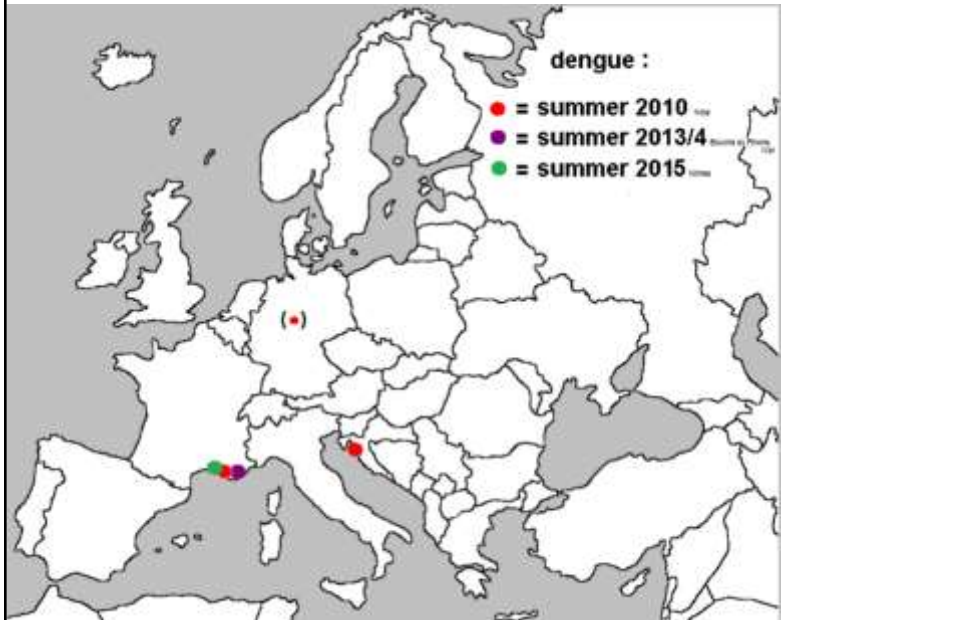 dengue :
= summer 2010
= summer 2013/4
= summer 2015
( )